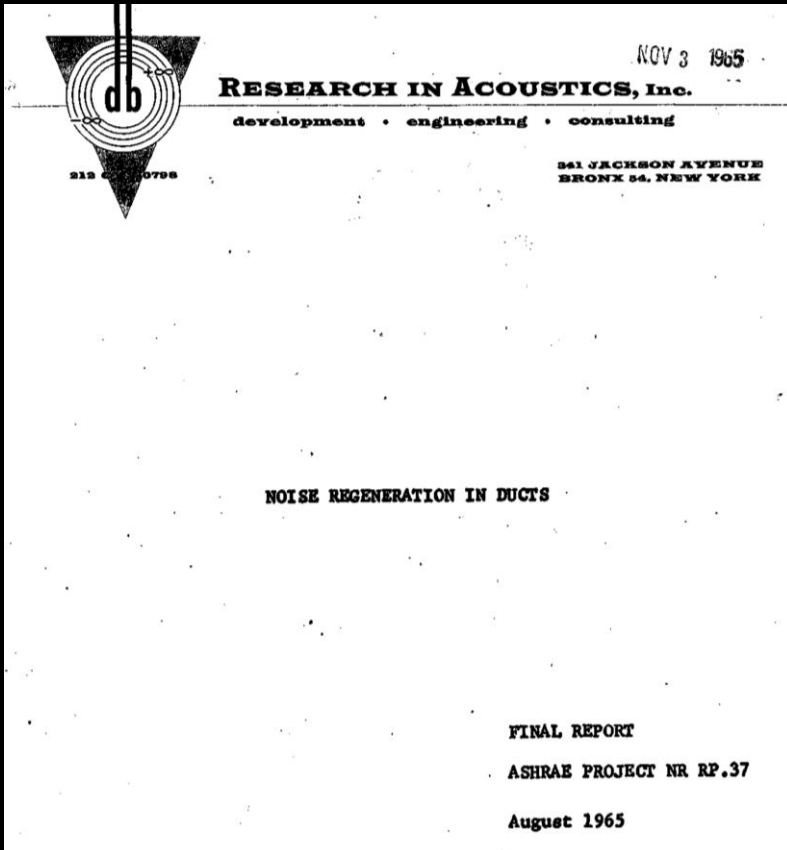 NOV 3 1965
RESEARCH IN ACOUSTICS, Inc.
development • engineering • consulting
+∞
db
-∞
212 0798
341 JACKSON AVENUE
BRONX 54, NEW YORK
NOISE REGENERATION IN DUCTS
FINAL REPORT
ASHRAE PROJECT NR RP.37
August 1965